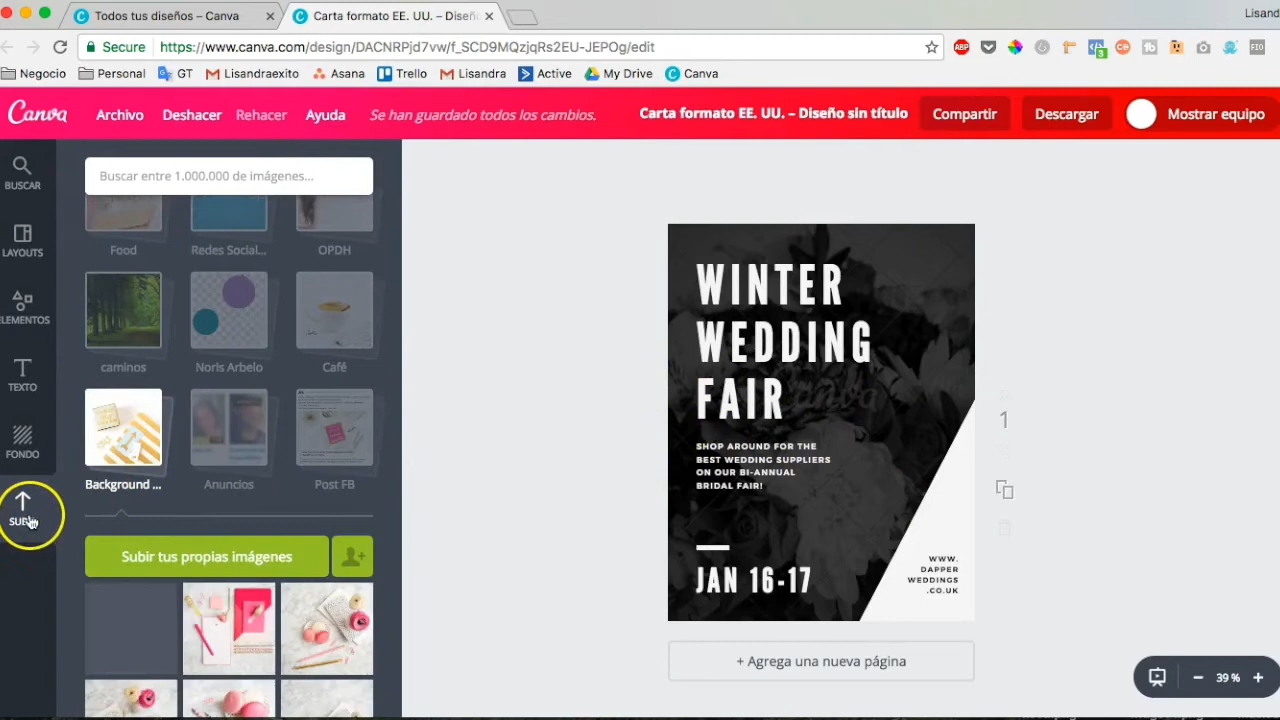 Todos tus diseños – Canva
Carta formato EE. UU. – Diseñ
Lisand
Secure
https://www.canva.com/design/DACNRPjd7vw/f_SCD9MQzjqRs2EU-JEPOg/edit
Negocio
Personal
GT
Lisandraexito
Asana
Trello
Lisandra
Active
My Drive
Canva
Canva
Archivo
Deshacer
Rehacer
Ayuda
Se han guardado todos los cambios.
Carta formato EE. UU. – Diseño sin título
Compartir
Descargar
Mostrar equipo
BUSCAR
LAYOUTS
ELEMENTOS
TEXTO
FONDO
Buscar entre 1.000.000 de imágenes...
Food
Redes Social...
OPDH
caminos
Noris Arbelo
Café
Background ...
Anuncios
Post FB
Subir tus propias imágenes
WINTER
WEDDING
FAIR
Canva
SHOP AROUND FOR THE
BEST WEDDING SUPPLIERS
ON OUR BI-ANNUAL
BRIDAL FAIR!
JAN 16-17
WWW.
DAPPER
WEDDINGS
.CO.UK
1
+ Agrega una nueva página
39 %